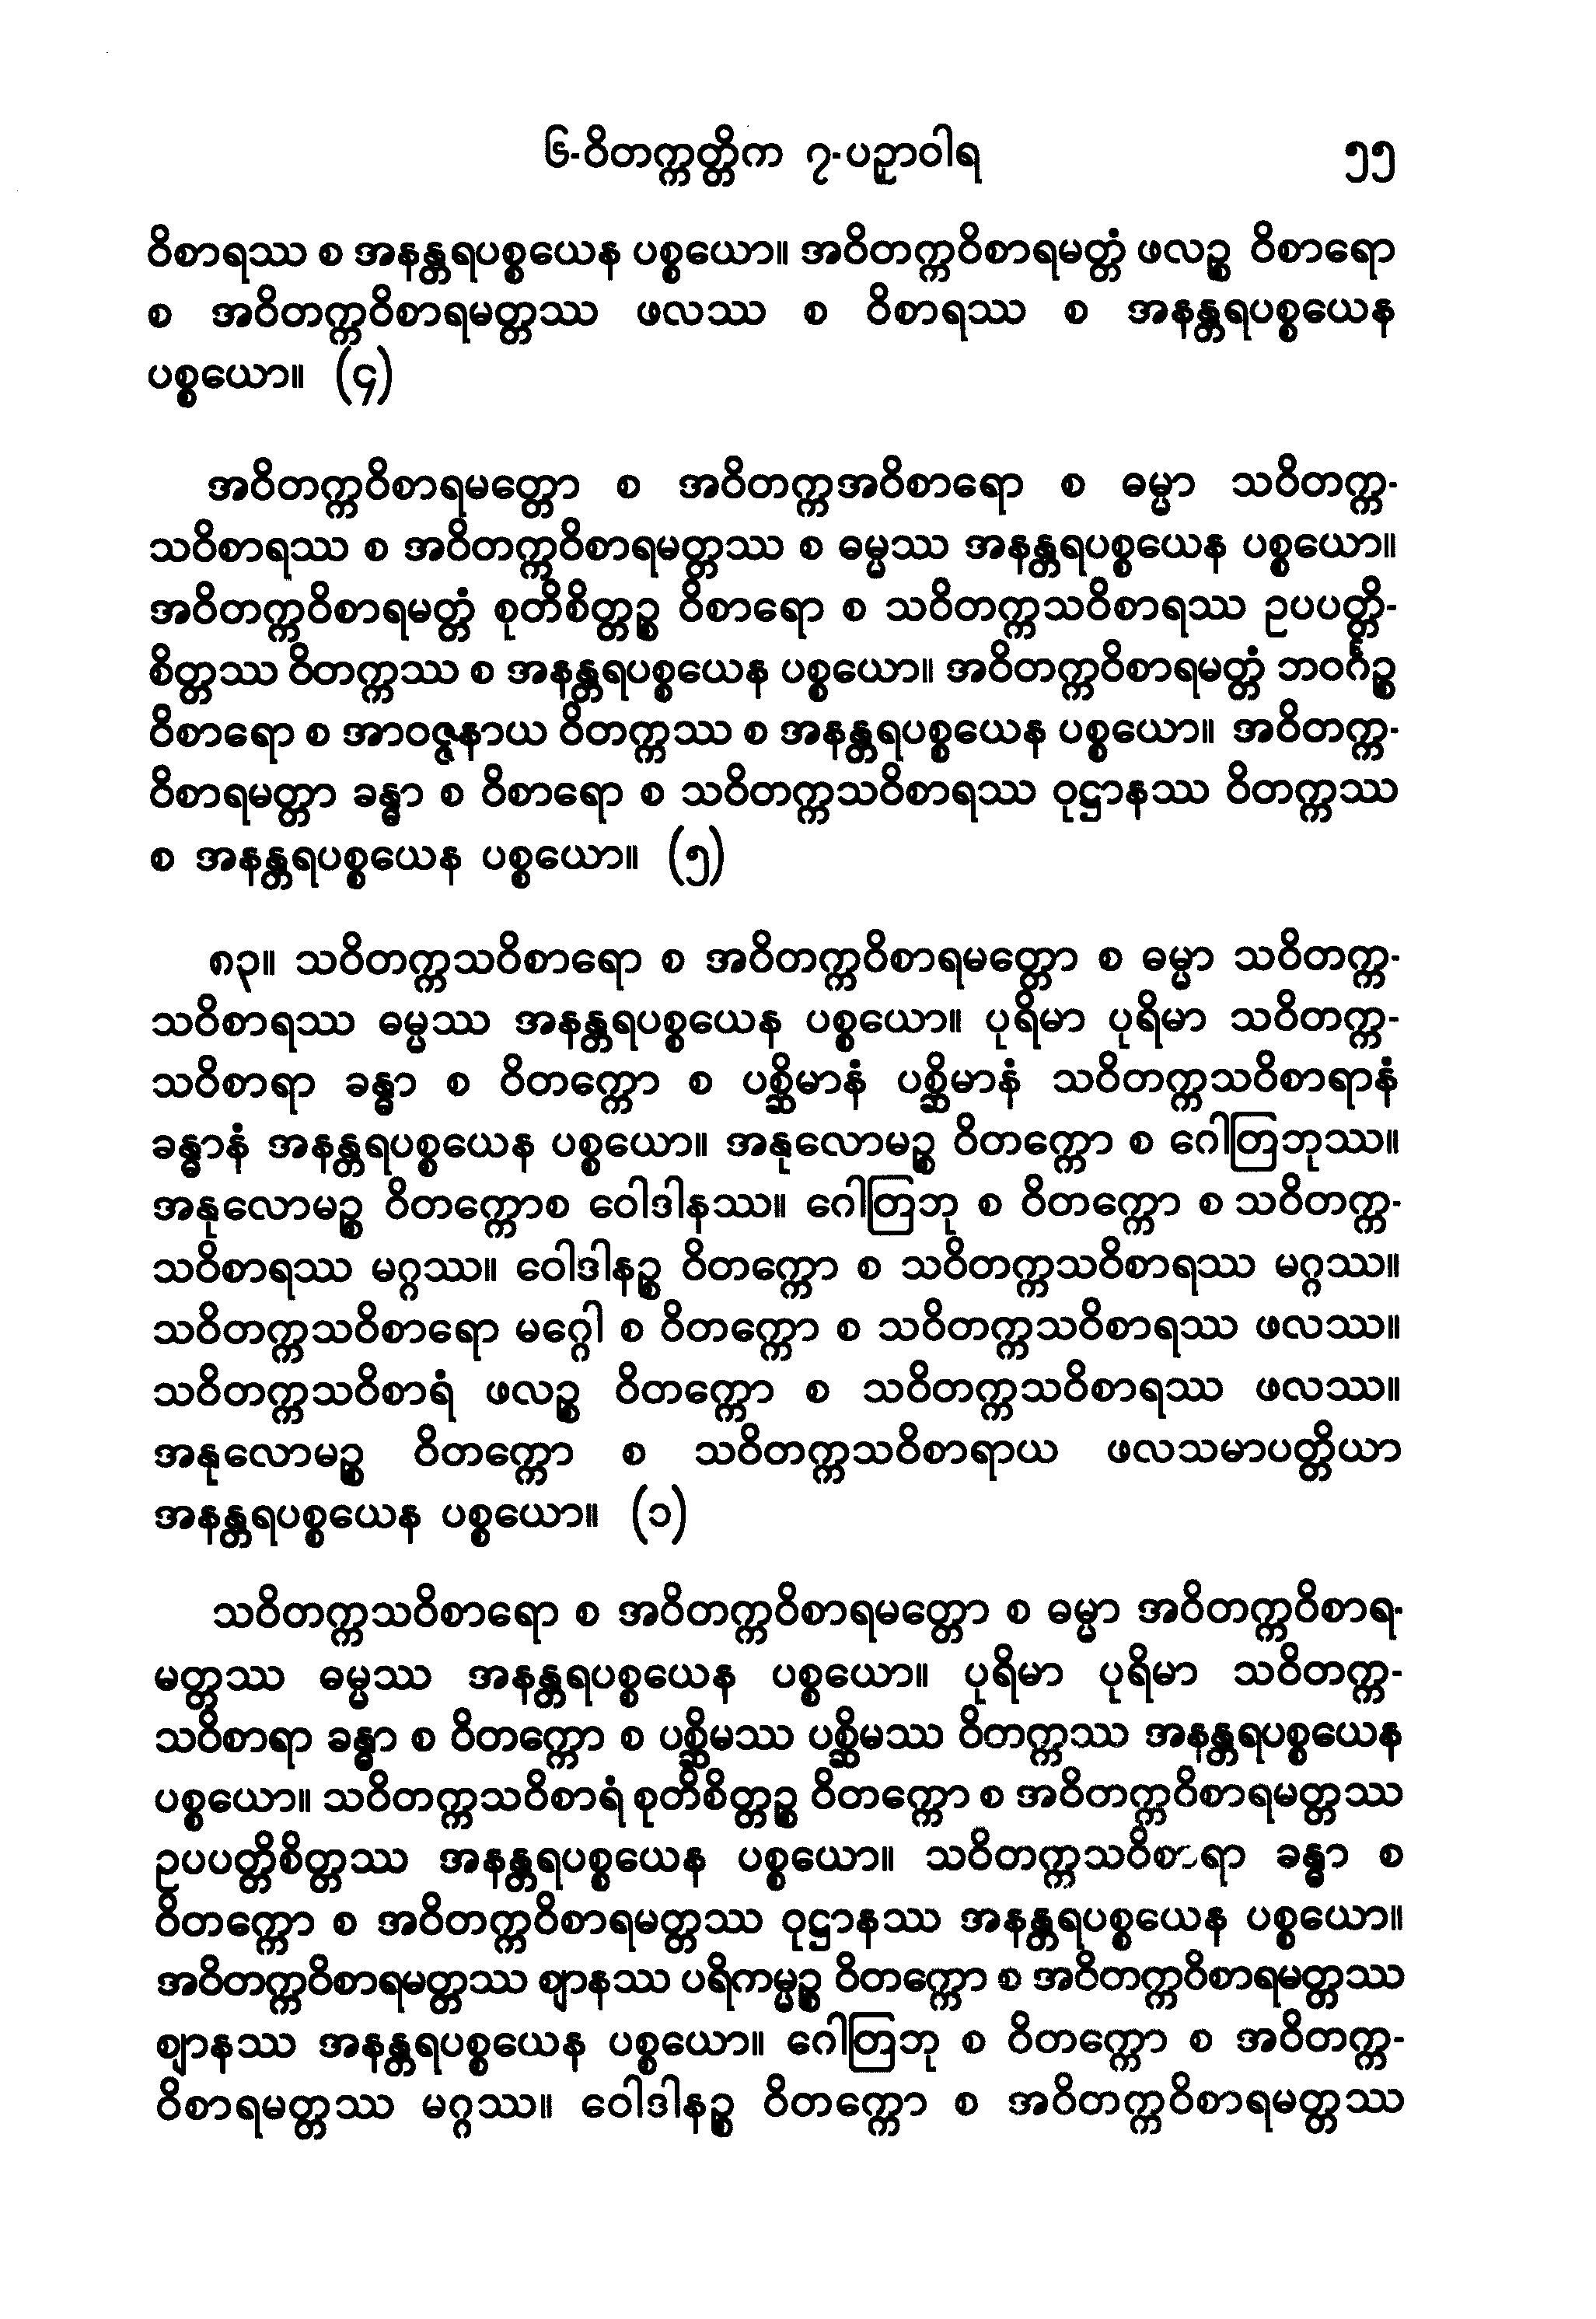 ၆-ဝိတက္ကတ္တိက ၇-ပဉှာဝါရ ၅၅
ဝိစာရဿ စ အနန္တရပစ္စယေန ပစ္စယော။ အဝိတက္ကဝိစာရမတ္တံ ဖလဉ္စ ဝိစာရော
စ အဝိတက္ကဝိစာရမတ္တဿ ဖလဿ စ ဝိစာရဿ စ အနန္တရပစ္စယေန
ပစ္စယော။ (၄)
အဝိတက္ကဝိစာရမတ္တော စ အဝိတက္ကအဝိစာရော စ ဓမ္မာ သဝိတက္က-
သဝိစာရဿ စ အဝိတက္ကဝိစာရမတ္တဿ စ ဓမ္မဿ အနန္တရပစ္စယေန ပစ္စယော။
အဝိတက္ကဝိစာရမတ္တံ စုတိစိတ္တဉ္စ ဝိစာရော စ သဝိတက္ကသဝိစာရဿ ဥပပတ္တိ-
စိတ္တဿ ဝိတက္ကဿ စ အနန္တရပစ္စယေန ပစ္စယော။ အဝိတက္ကဝိစာရမတ္တံ ဘဝင်္ဂဉ္စ
ဝိစာရော စ အာဝဇ္ဇနာယ ဝိတက္ကဿ စ အနန္တရပစ္စယေန ပစ္စယော။ အဝိတက္က-
ဝိစာရမတ္တာ ခန္ဓာ စ ဝိစာရော စ သဝိတက္ကသဝိစာရဿ ဝုဋ္ဌာနဿ ဝိတက္ကဿ
စ အနန္တရပစ္စယေန ပစ္စယော။ (၅)
၈၃။ သဝိတက္ကသဝိစာရော စ အဝိတက္ကဝိစာရမတ္တော စ ဓမ္မာ သဝိတက္က-
သဝိစာရဿ ဓမ္မဿ အနန္တရပစ္စယေန ပစ္စယော။ ပုရိမာ ပုရိမာ သဝိတက္က-
သဝိစာရာ ခန္ဓာ စ ဝိတက္ကော စ ပစ္ဆိမာနံ ပစ္ဆိမာနံ သဝိတက္ကသဝိစာရာနံ
ခန္ဓာနံ အနန္တရပစ္စယေန ပစ္စယော။ အနုလောမဉ္စ ဝိတက္ကော စ ဂေါတြဘုဿ။
အနုလောမဉ္စ ဝိတက္ကောစ ဝေါဒါနဿ။ ဂေါတြဘု စ ဝိတက္ကော စ သဝိတက္က-
သဝိစာရဿ မဂ္ဂဿ။ ဝေါဒါနဉ္စ ဝိတက္ကော စ သဝိတက္ကသဝိစာရဿ မဂ္ဂဿ။
သဝိတက္ကသဝိစာရော မဂ္ဂေါ စ ဝိတက္ကော စ သဝိတက္ကသဝိစာရဿ ဖလဿ။
သဝိတက္ကသဝိစာရံ ဖလဉ္စ ဝိတက္ကော စ သဝိတက္ကသဝိစာရဿ ဖလဿ။
အနုလောမဉ္စ ဝိတက္ကော စ သဝိတက္ကသဝိစာရာယ ဖလသမာပတ္တိယာ
အနန္တရပစ္စယေန ပစ္စယော။ (၁)
သဝိတက္ကသဝိစာရော စ အဝိတက္ကဝိစာရမတ္တော စ ဓမ္မာ အဝိတက္ကဝိစာရ-
မတ္တဿ ဓမ္မဿ အနန္တရပစ္စယေန ပစ္စယော။ ပုရိမာ ပုရိမာ သဝိတက္က-
သဝိစာရာ ခန္ဓာ စ ဝိတက္ကော စ ပစ္ဆိမဿ ပစ္ဆိမဿ ဝိတက္ကဿ အနန္တရပစ္စယေန
ပစ္စယော။ သဝိတက္ကသဝိစာရံ စုတိစိတ္တဉ္စ ဝိတက္ကော စ အဝိတက္ကဝိစာရမတ္တဿ
ဥပပတ္တိစိတ္တဿ အနန္တရပစ္စယေန ပစ္စယော။ သဝိတက္ကသဝိစာရာ ခန္ဓာ စ
ဝိတက္ကော စ အဝိတက္ကဝိစာရမတ္တဿ ဝုဋ္ဌာနဿ အနန္တရပစ္စယေန ပစ္စယော။
အဝိတက္ကဝိစာရမတ္တဿ ဈာနဿ ပရိကမ္မဉ္စ ဝိတက္ကော စ အဝိတက္ကဝိစာရမတ္တဿ
ဈာနဿ အနန္တရပစ္စယေန ပစ္စယော။ ဂေါတြဘု စ ဝိတက္ကော စ အဝိတက္က-
ဝိစာရမတ္တဿ မဂ္ဂဿ။ ဝေါဒါနဉ္စ ဝိတက္ကော စ အဝိတက္ကဝိစာရမတ္တဿ